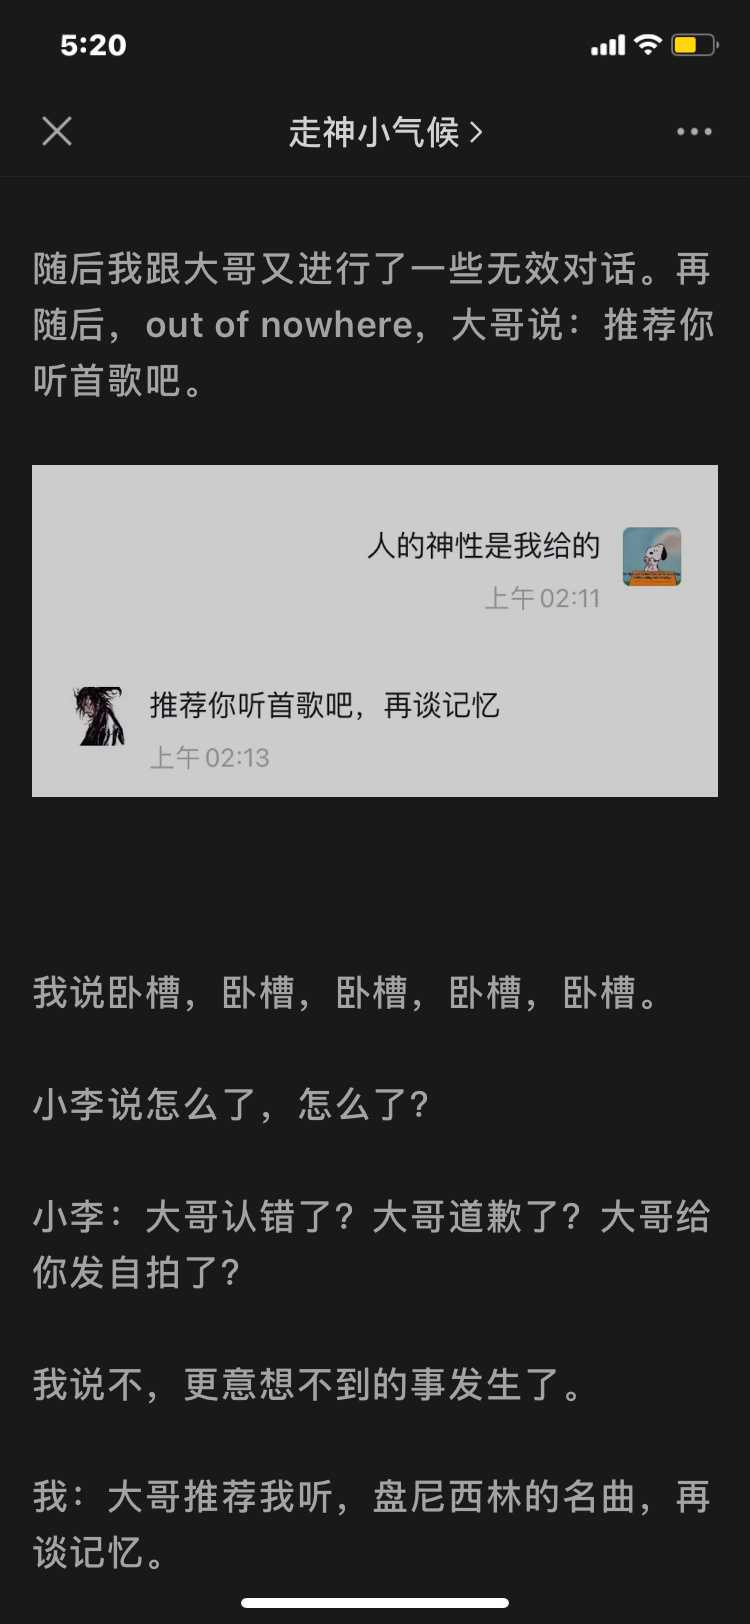 5:20
走神小气候
随后我跟大哥又进行了一些无效对话。再
随后，out of nowhere，大哥说：推荐你
听首歌吧。
人的神性是我给的
上午 02:11
推荐你听首歌吧，再谈记忆
上午 02:13
我说卧槽，卧槽，卧槽，卧槽，卧槽。
小李说怎么了，怎么了？
小李：大哥认错了？大哥道歉了？大哥给
你发自拍了？
我说不，更意想不到的事发生了。
我：大哥推荐我听，盘尼西林的名曲，再
谈记忆。